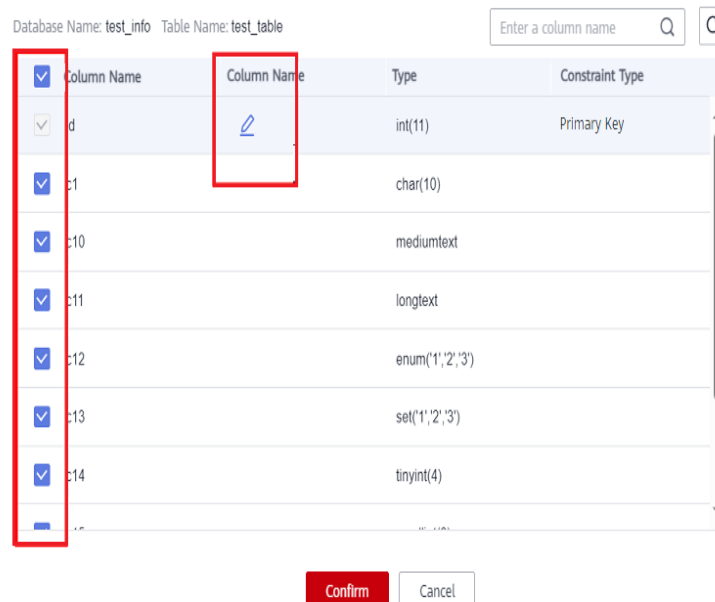 Database Name: test_info Table Name: test_table Enter a column name
Column Name Column Name Type Constraint Type
id int(11) Primary Key
c1 char(10)
c10 mediumtext
c11 longtext
c12 enum('1','2','3')
c13 set('1','2','3')
c14 tinyint(4)
Confirm Cancel